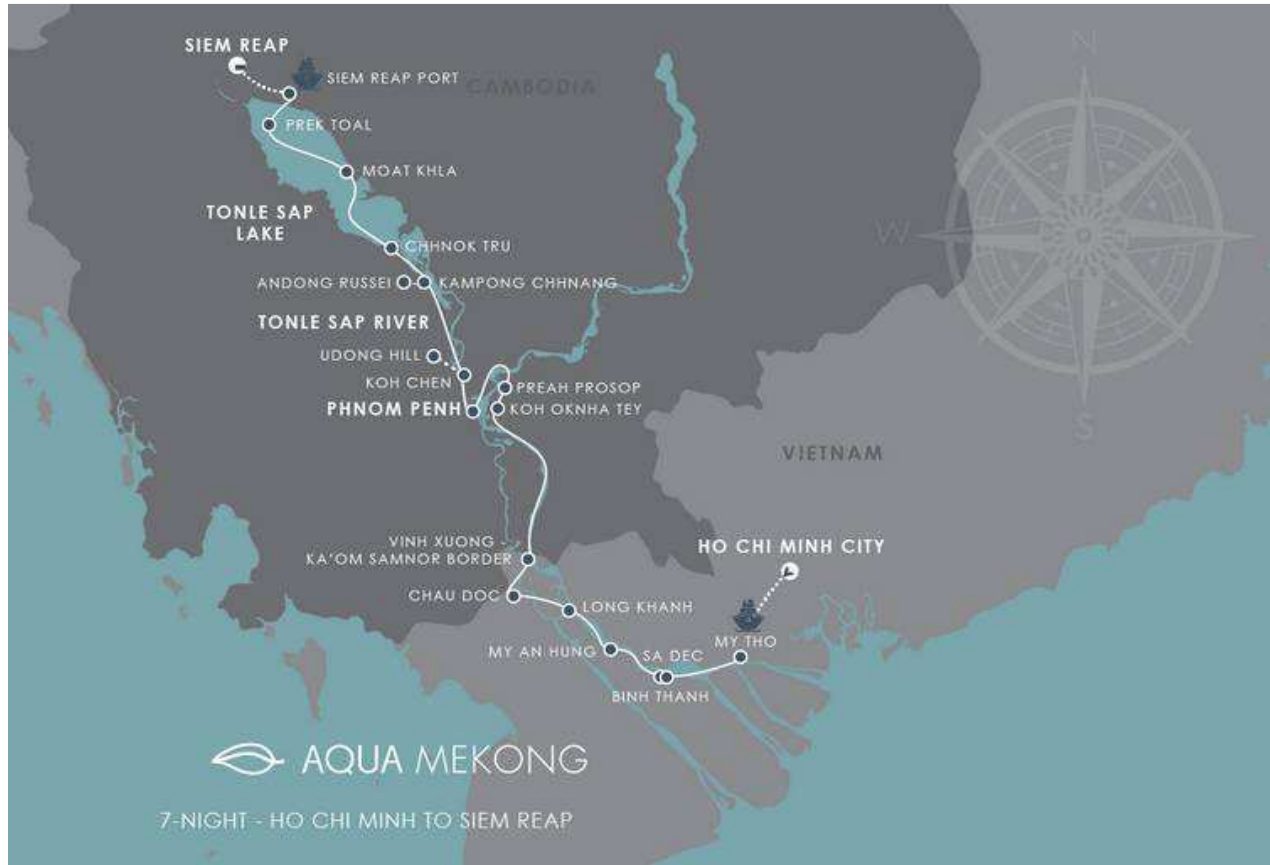 SIEM REAP
SIEM REAP PORT
CAMBODIA
PREK TOAL
MOAT KHLA
TONLE SAP
LAKE
CHHNOK TRU
ANDONG RUSSEI
KAMPONG CHHNANG
TONLE SAP RIVER
UDONG HILL
KOH CHEN
PREAH PROSOP
PHNOM PENH
KOH OKNHA TEY
N
W
S
VIETNAM
VINH XUONG -
KA'OM SAMNOR BORDER
HO CHI MINH CITY
CHAU DOC
LONG KHANH
MY THO
MY AN HUNG
SA DEC
BINH THANH
AQUA MEKONG
7-NIGHT - HO CHI MINH TO SIEM REAP